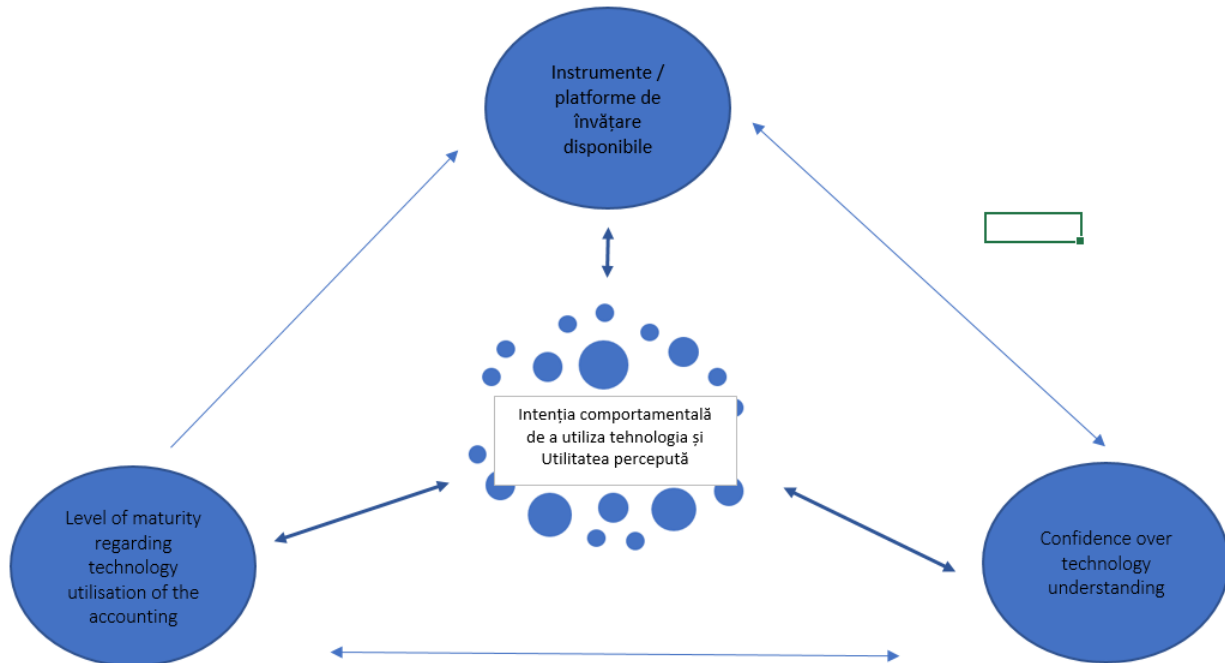 Instrumente /
platforme de
învățare
disponibile
Intenția comportamentală
de a utiliza tehnologia și
Utilitatea percepută
Level of maturity
regarding
technology
utilisation of the
accounting
Confidence over
technology
understanding